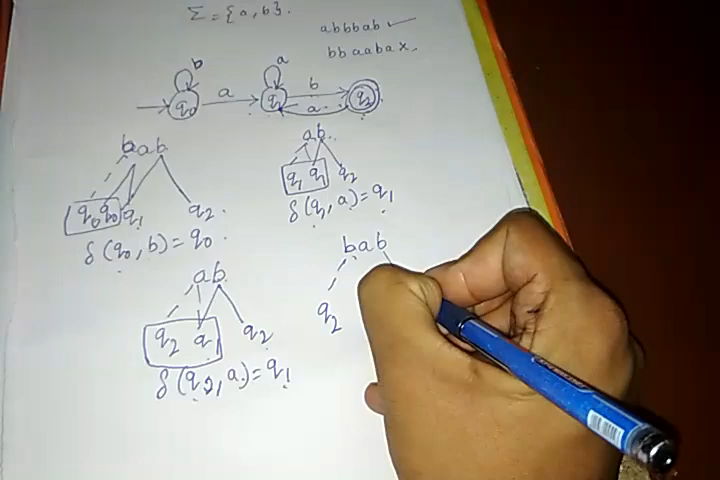 Σ = {a, b}.
abbbab ✓
bbaaba x.
b a b a
q0 q1 q2
a
bab
q0 q0 q1 q2
δ(q0, b) = q0
ab
q1 q1 q2
δ(q1, a) = q1
ab
q2 q1 q2
δ(q2, a) = q1
bab
q2